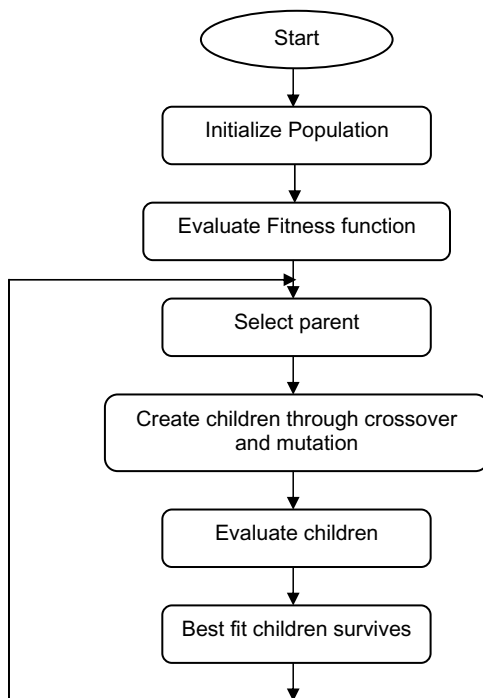 Start
Initialize Population
Evaluate Fitness function
Select parent
Create children through crossover
and mutation
Evaluate children
Best fit children survives